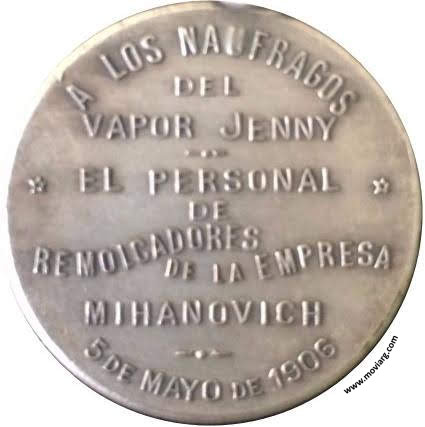 A LOS NAUFRAGOS
DEL
VAPOR JENNY
EL PERSONAL
DE
REMOLCADORES
DE LA EMPRESA
MIHANOVICH
5 DE MAYO DE 1906
www.moviarg.com